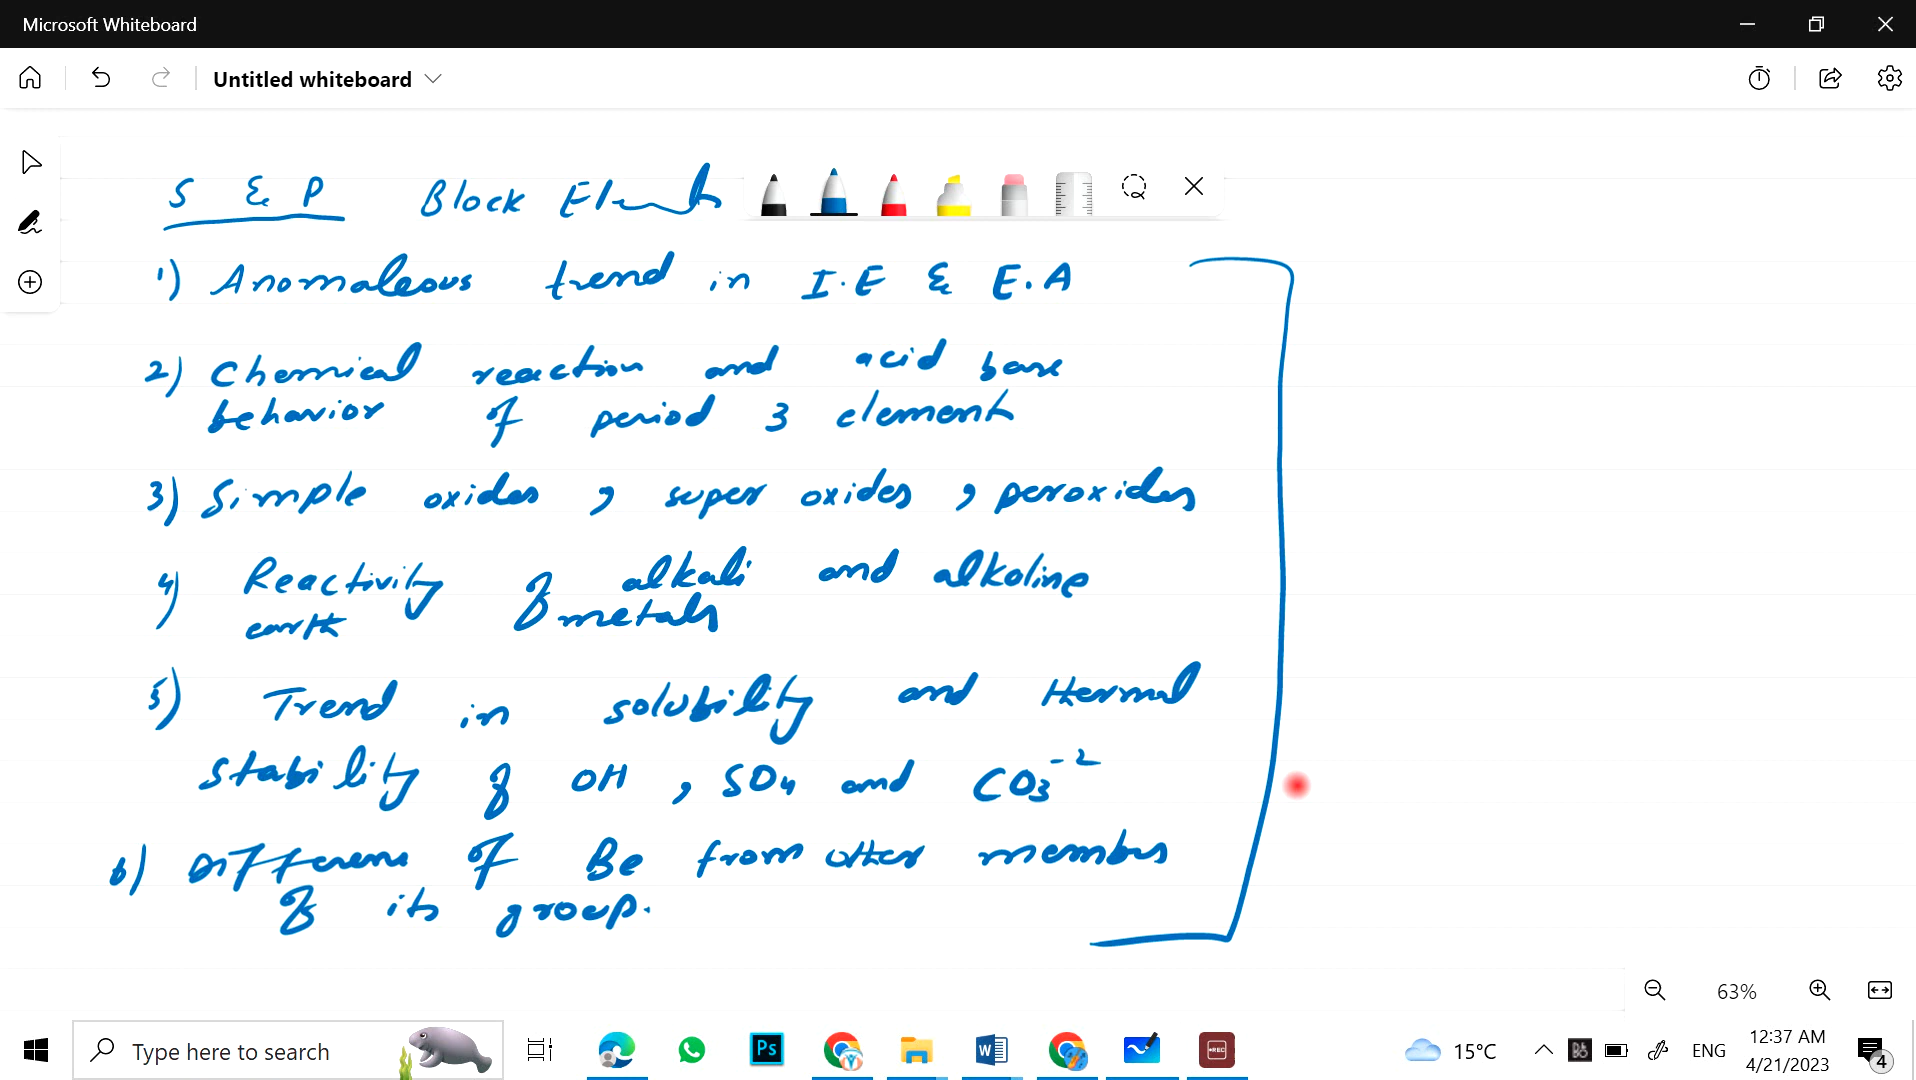 Microsoft Whiteboard
Untitled whiteboard
S & P Block Elements
1) Anomaleous trend in I.E & E.A
2) Chemical reaction and acid base
behavior of period 3 element
3) Simple oxides , super oxides , peroxides
4) Reactivity of alkali and alkaline
earth metals
5) Trend in solubility and thermal
stability of OH , SO4 and CO3⁻²
6) Difference of Be from other members
of its group.
63%
Type here to search
Ps
W
REC
15°C
ENG
12:37 AM
4/21/2023
4